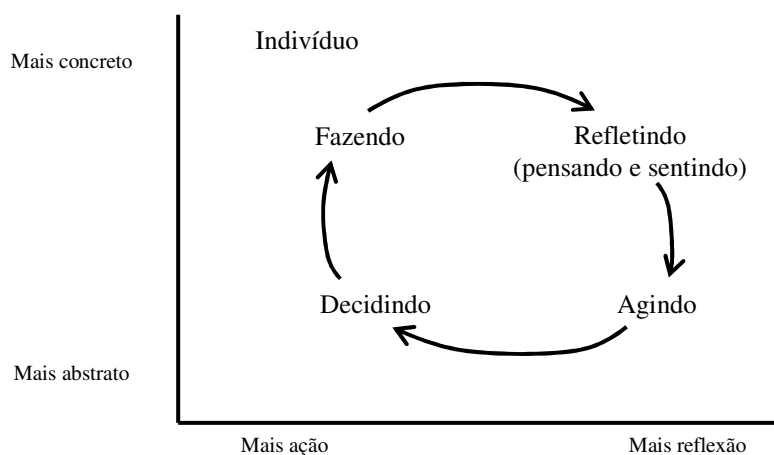 Indivíduo
Mais concreto
Fazendo
Refletindo
(pensando e sentindo)
Decidindo
Agindo
Mais abstrato
Mais ação
Mais reflexão